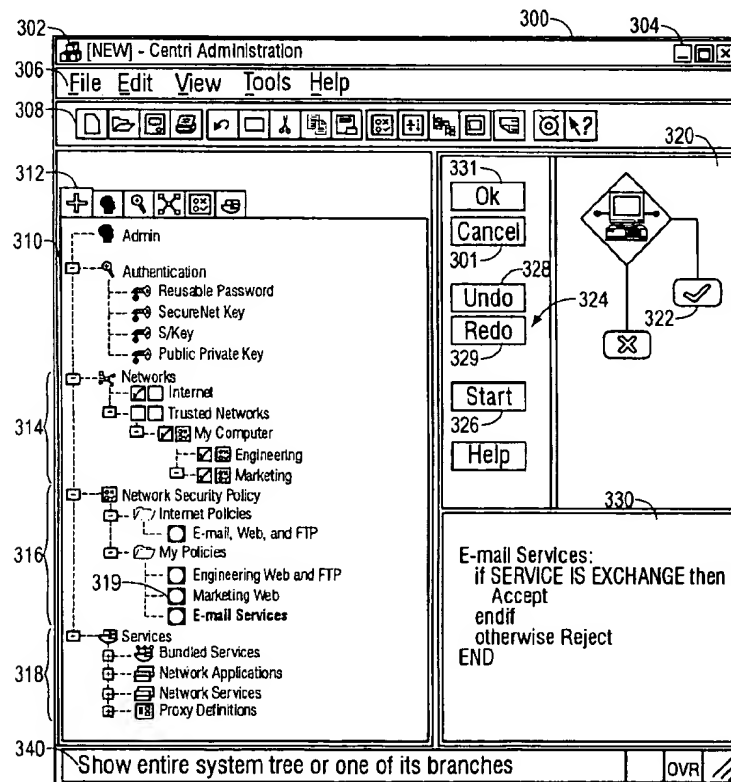 302
300
304
[NEW] - Centri Administration
306
File Edit View Tools Help
308
?
320
312
331
Ok
Cancel
301
328
Undo
324
Redo
329
322
Start
326
Help
310
Admin
Authentication
Reusable Password
SecureNet Key
S/Key
Public Private Key
314
Networks
Internet
Trusted Networks
My Computer
Engineering
Marketing
316
Network Security Policy
Internet Policies
E-mail, Web, and FTP
My Policies
319
Engineering Web and FTP
Marketing Web
E-mail Services
318
Services
Bundled Services
Network Applications
Network Services
Proxy Definitions
330
E-mail Services:
if SERVICE IS EXCHANGE then
Accept
endif
otherwise Reject
END
340
Show entire system tree or one of its branches
OVR